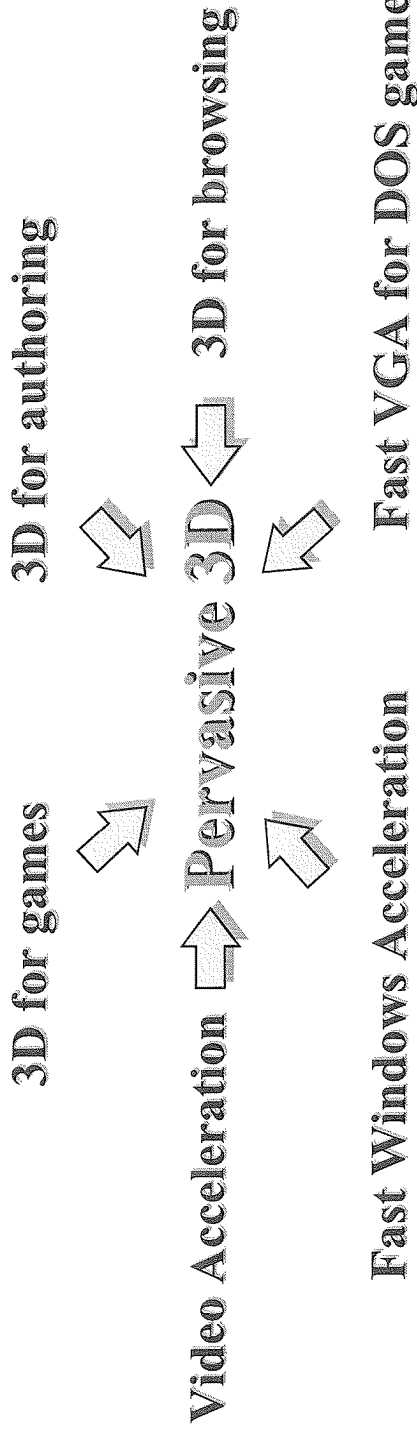 3D for games
3D for authoring
Video Acceleration
Pervasive 3D
3D for browsing
Fast Windows Acceleration
Fast VGA for DOS game